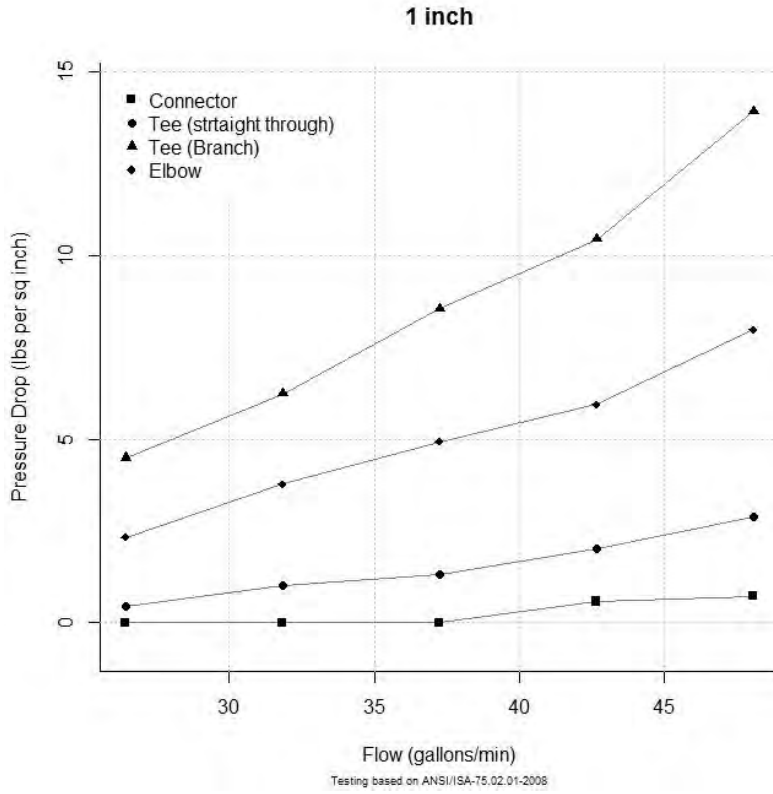 1 inch
Connector
Tee (strtaight through)
Tee (Branch)
Elbow
15
10
5
0
Pressure Drop (lbs per sq inch)
30 35 40 45
Flow (gallons/min)
Testing based on ANSI/ISA-75.02.01-2008